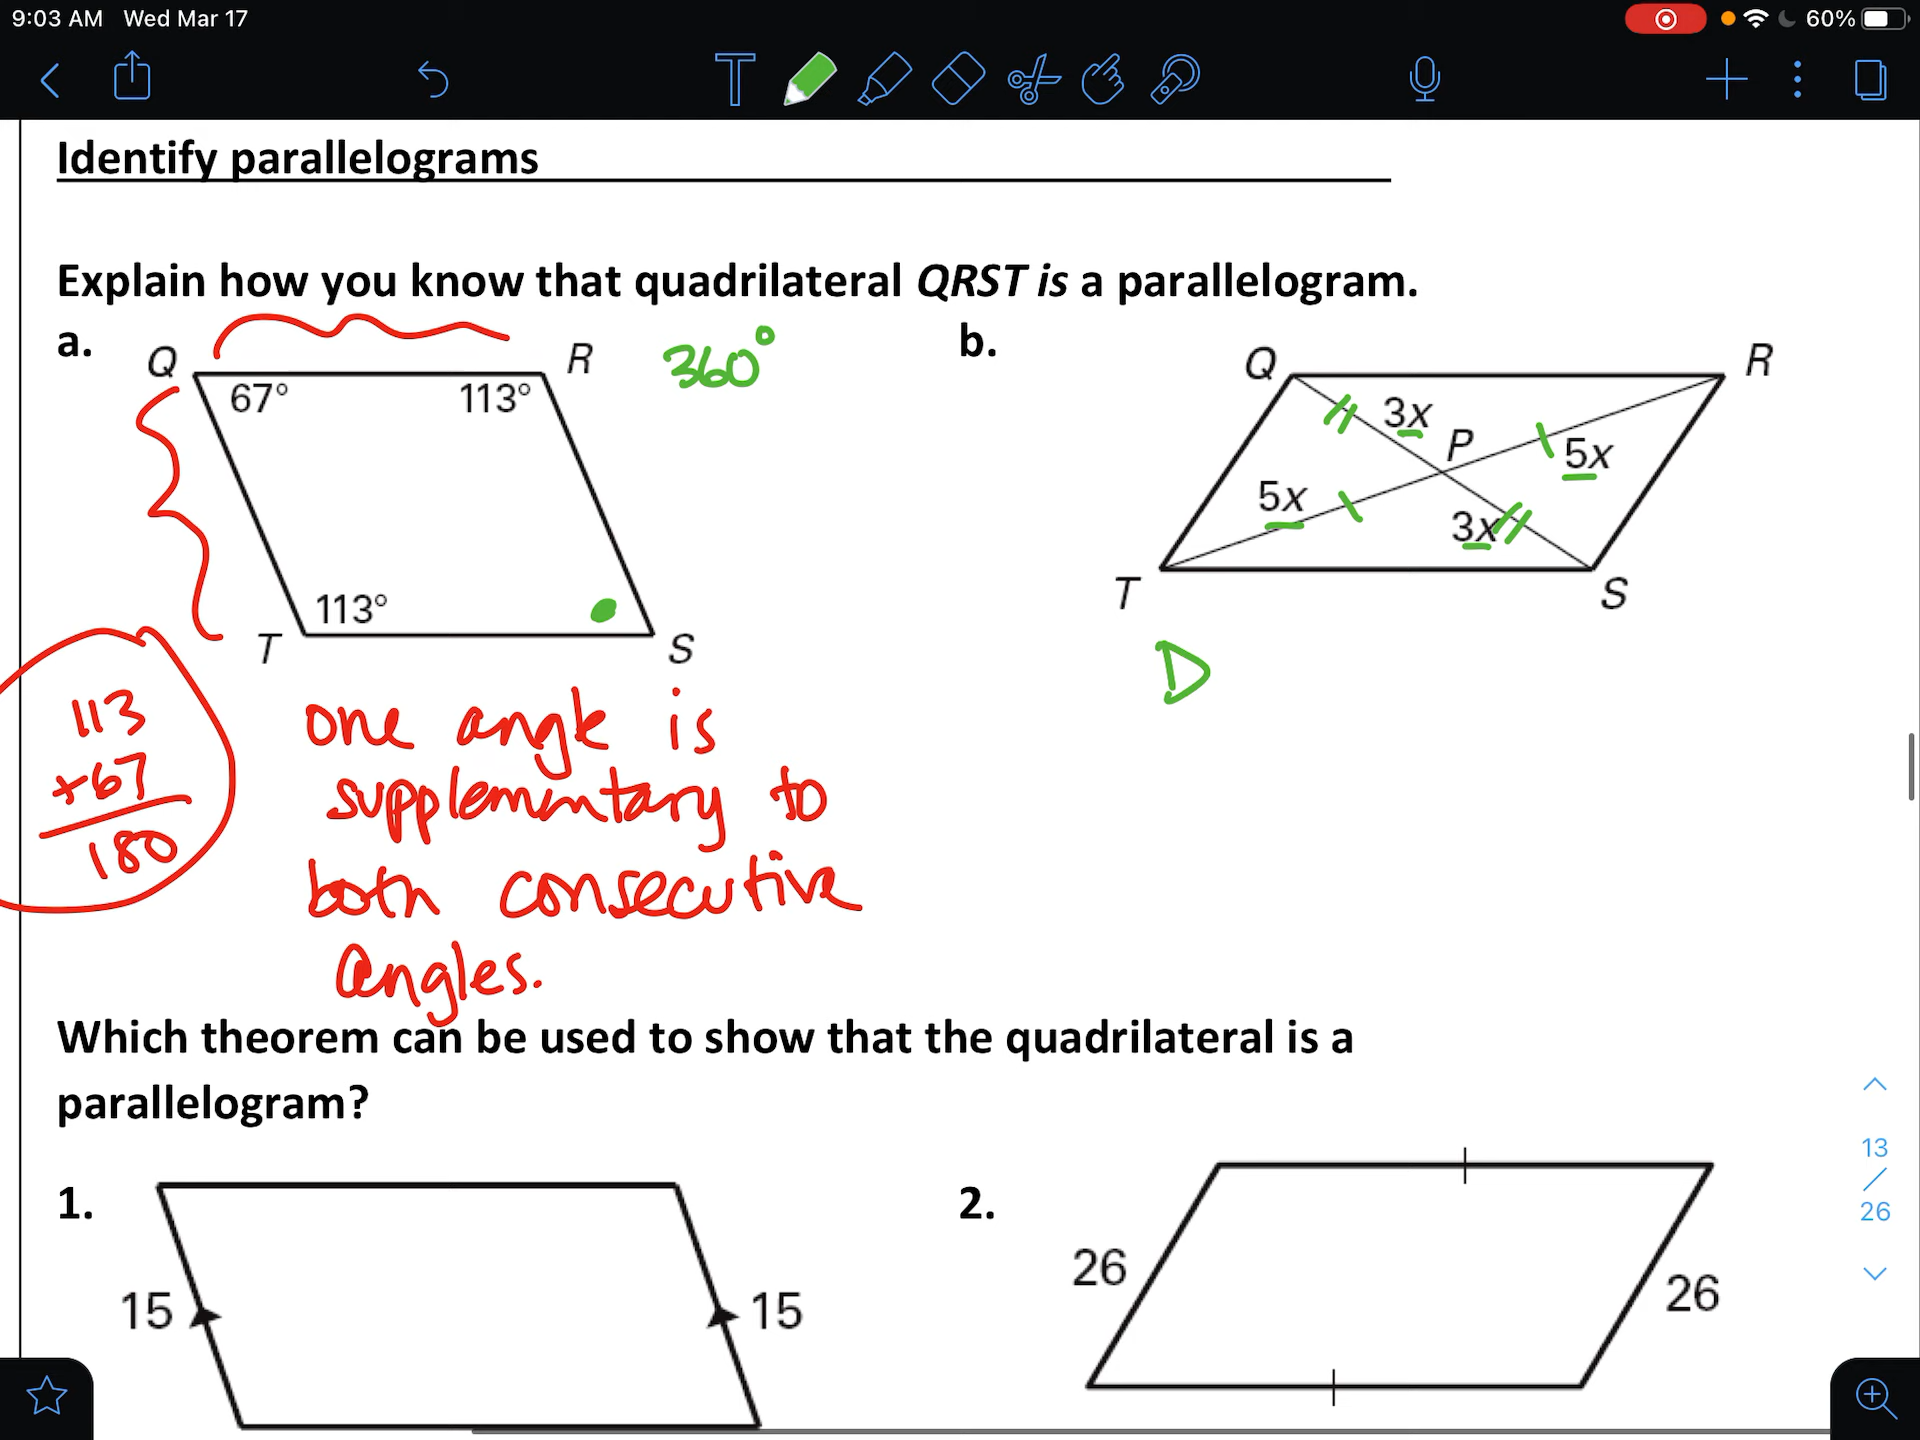 9:03 AM Wed Mar 17
60%
Identify parallelograms
Explain how you know that quadrilateral QRST is a parallelogram.
a.
Q
R
67°
113°
113°
T
S
360°
b.
Q
R
3x
P
5x
5x
3x
T
S
D
113
+67
180
one angle is
supplementary to
both consecutive
angles.
Which theorem can be used to show that the quadrilateral is a
parallelogram?
1.
15
15
2.
26
26
13
/
26